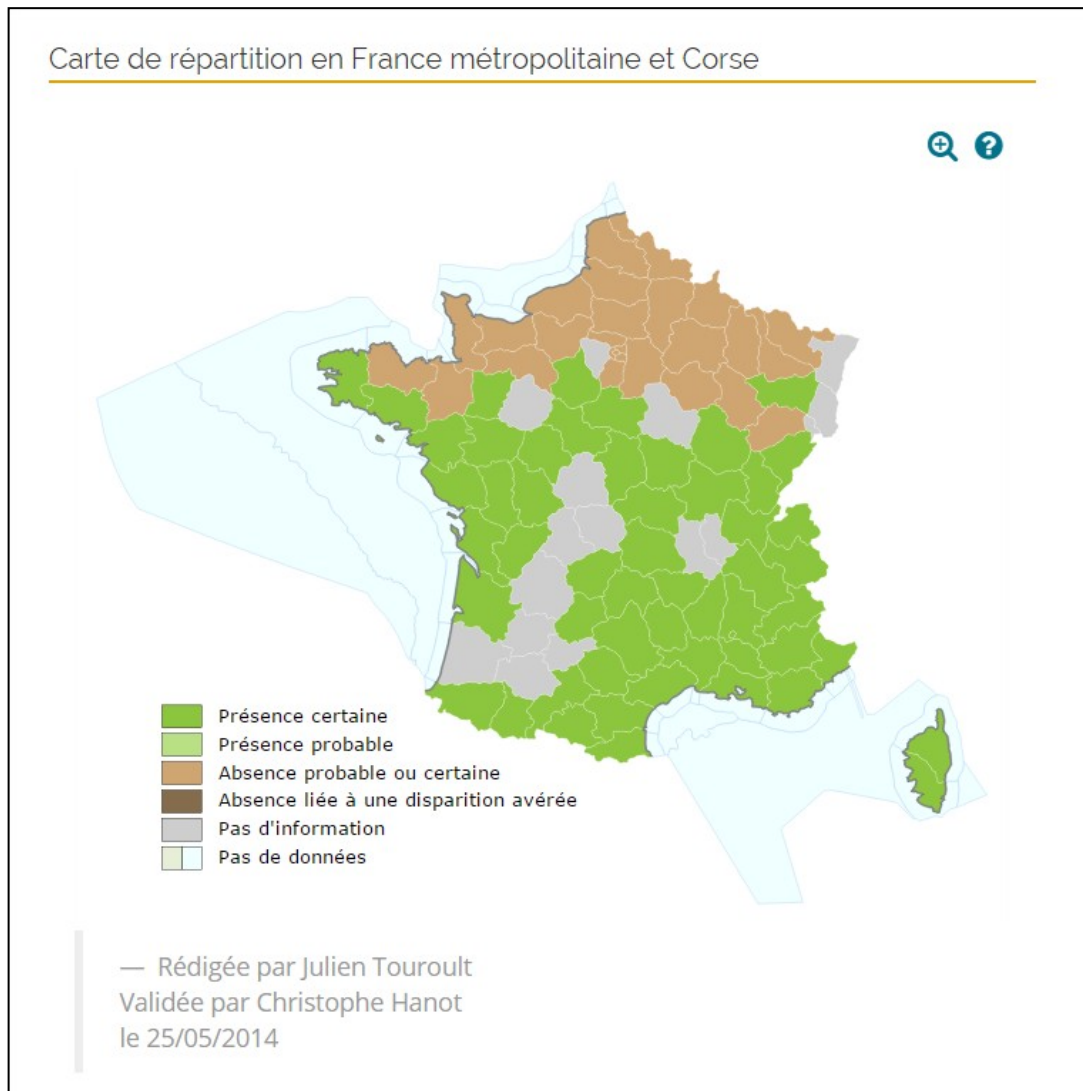 Carte de répartition en France métropolitaine et Corse
Présence certaine
Présence probable
Absence probable ou certaine
Absence liée à une disparition avérée
Pas d'information
Pas de données
— Rédigée par Julien Touroult
Validée par Christophe Hanot
le 25/05/2014